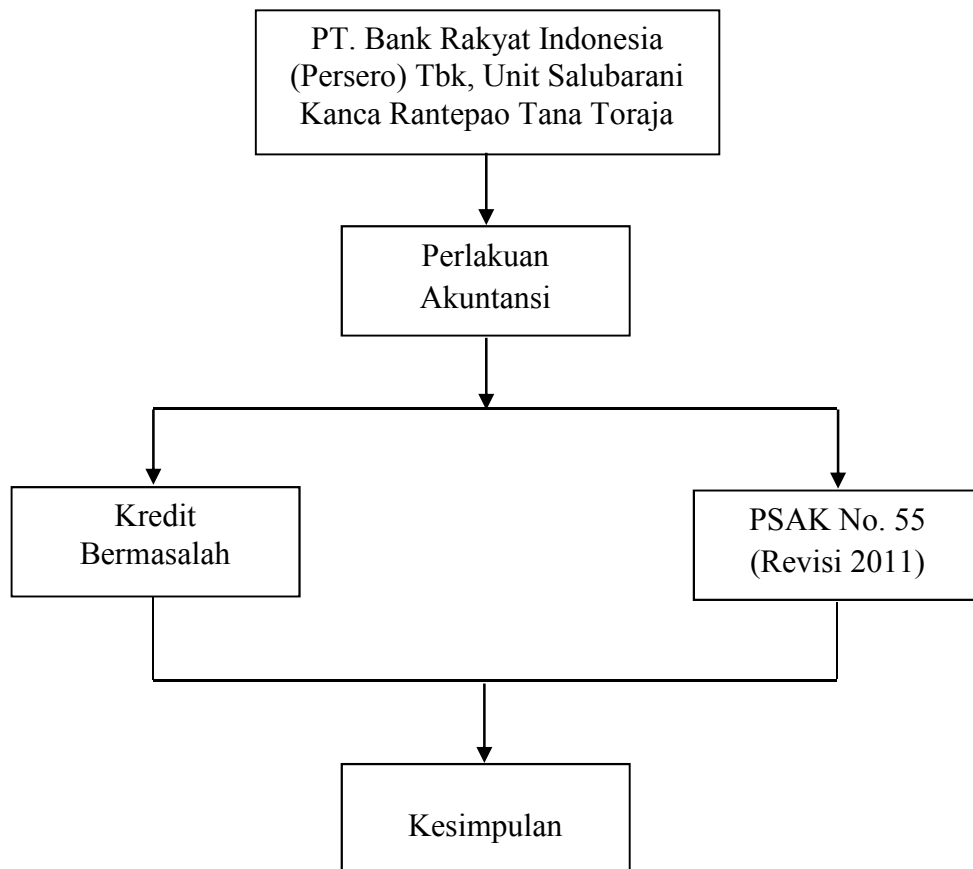 PT. Bank Rakyat Indonesia
(Persero) Tbk, Unit Salubarani
Kanca Rantepao Tana Toraja
Perlakuan
Akuntansi
Kredit
Bermasalah
PSAK No. 55
(Revisi 2011)
Kesimpulan